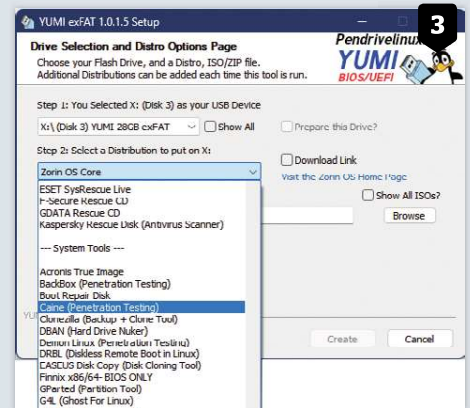 YUMI exFAT 1.0.1.5 Setup
3
Drive Selection and Distro Options Page
Choose your Flash Drive, and a Distro, ISO/ZIP file.
Additional Distributions can be added each time this tool is run.
Pendrivelinux
YUMI
BIOS/UEFI
Step 1: You Selected X: (Disk 3) as your USB Device
X:\ (Disk 3) YUMI 28GB exFAT
Show All
Prepare this Drive?
Step 2: Select a Distribution to put on X:
Download Link
Zorin OS Core
Visit the Zorin OS Home Page
ESET SysRescue Live
Show All ISOs?
F-Secure Rescue CD
GDATA Rescue CD
Browse
Kaspersky Rescue Disk (Antivirus Scanner)
--- System Tools ---
Acronis True Image
BackBox (Penetration Testing)
Boot Repair Disk
Caine (Penetration Testing)
YU
Clonezilla (Backup + Clone Tool)
DBAN (Hard Drive Nuker)
Demon Linux (Penetration Testing)
Create
Cancel
DRBL (Diskless Remote Boot in Linux)
EASEUS Disk Copy (Disk Cloning Tool)
Finnix x86/64- BIOS ONLY
GParted (Partition Tool)
G4L (Ghost For Linux)